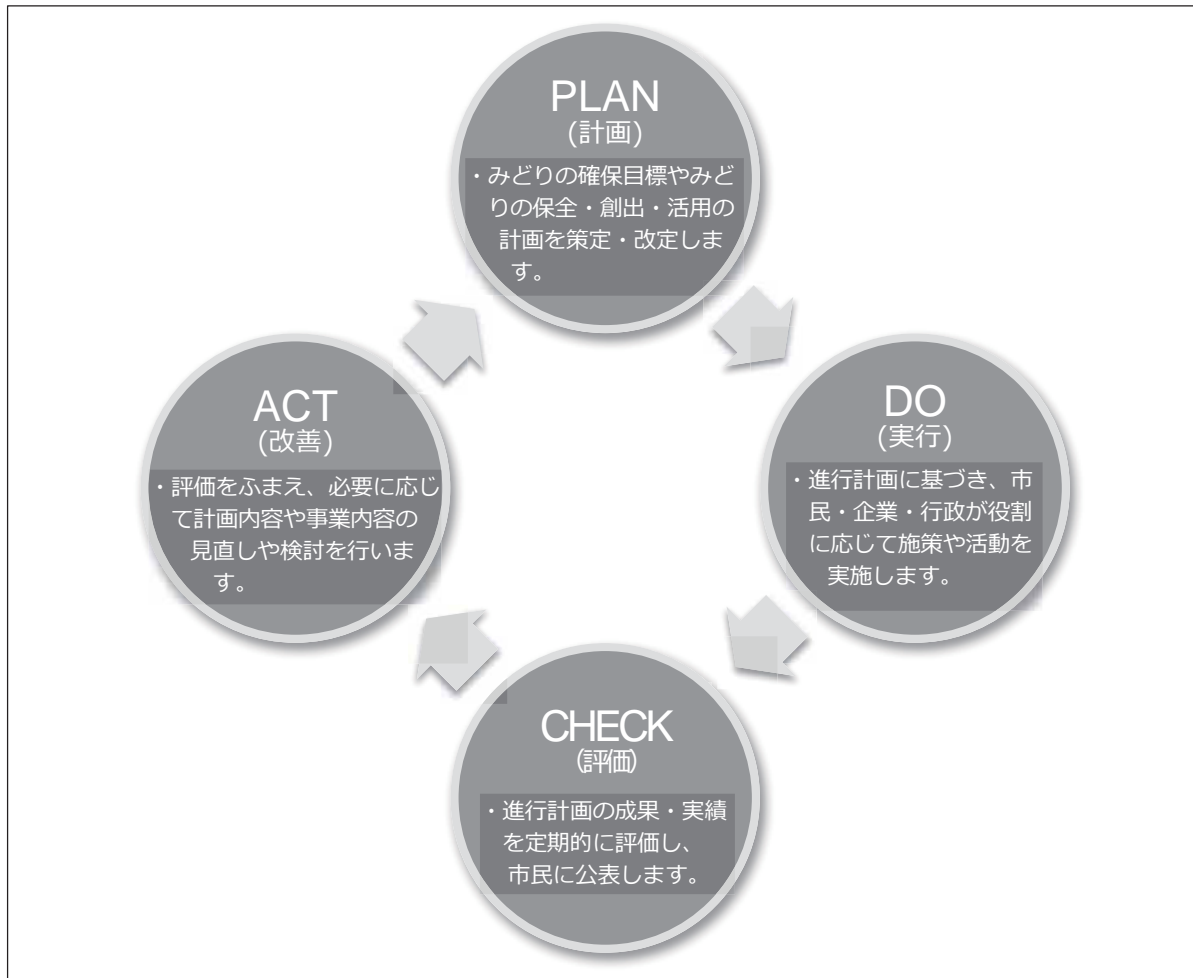 PLAN
(計画)
・みどりの確保目標やみど
りの保全・創出・活用の
計画を策定・改定しま
す。
DO
(実行)
・進行計画に基づき、市
民・企業・行政が役割
に応じて施策や活動を
実施します。
CHECK
(評価)
・進行計画の成果・実績
を定期的に評価し、
市民に公表します。
ACT
(改善)
・評価をふまえ、必要に応じ
て計画内容や事業内容の
見直しや検討を行いま
す。